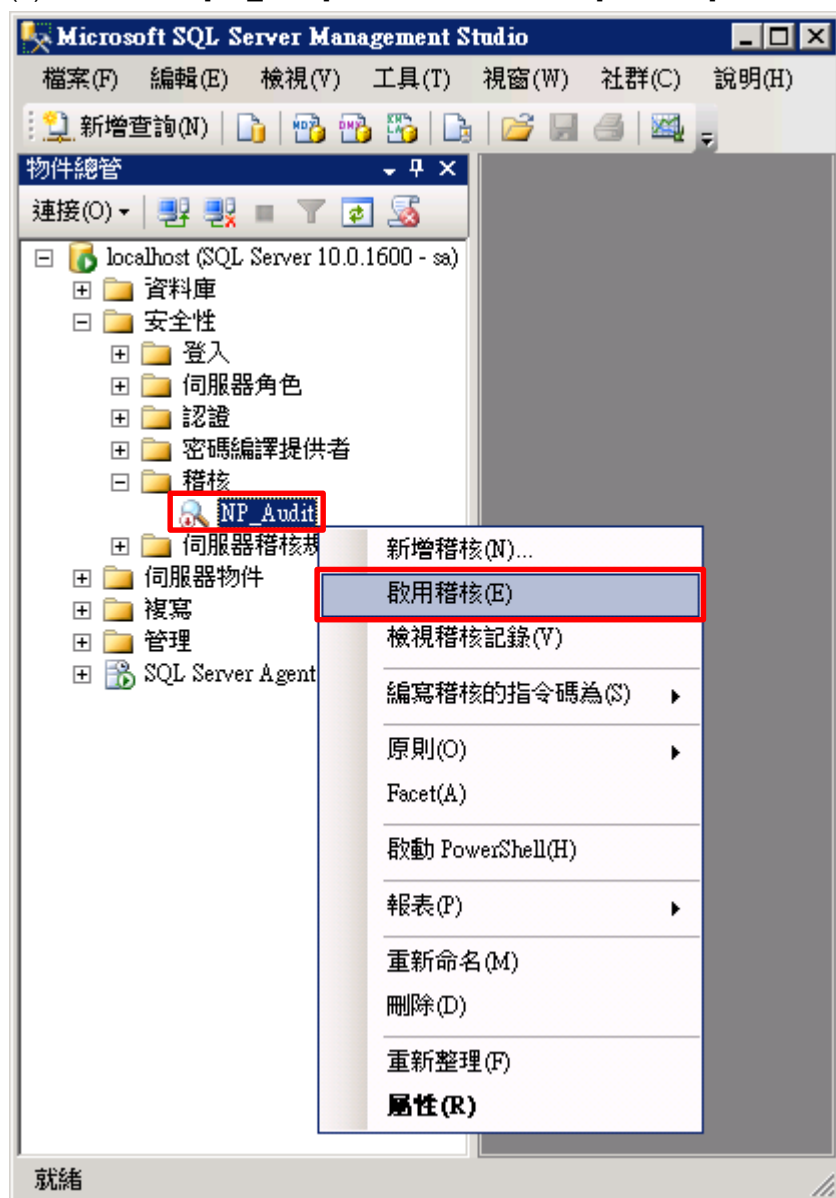 Microsoft SQL Server Management Studio
檔案(F) 編輯(E) 檢視(V) 工具(T) 視窗(W) 社群(C) 說明(H)
新增查詢(N)
物件總管
連接(O)
localhost (SQL Server 10.0.1600 - sa)
資料庫
安全性
登入
伺服器角色
認證
密碼編譯提供者
稽核
NP_Audit
伺服器稽核規
伺服器物件
複寫
管理
SQL Server Agent
新增稽核(N)...
啟用稽核(E)
檢視稽核記錄(V)
編寫稽核的指令碼為(S)
原則(O)
Facet(A)
啟動 PowerShell(H)
報表(P)
重新命名(M)
刪除(D)
重新整理(F)
屬性(R)
就緒